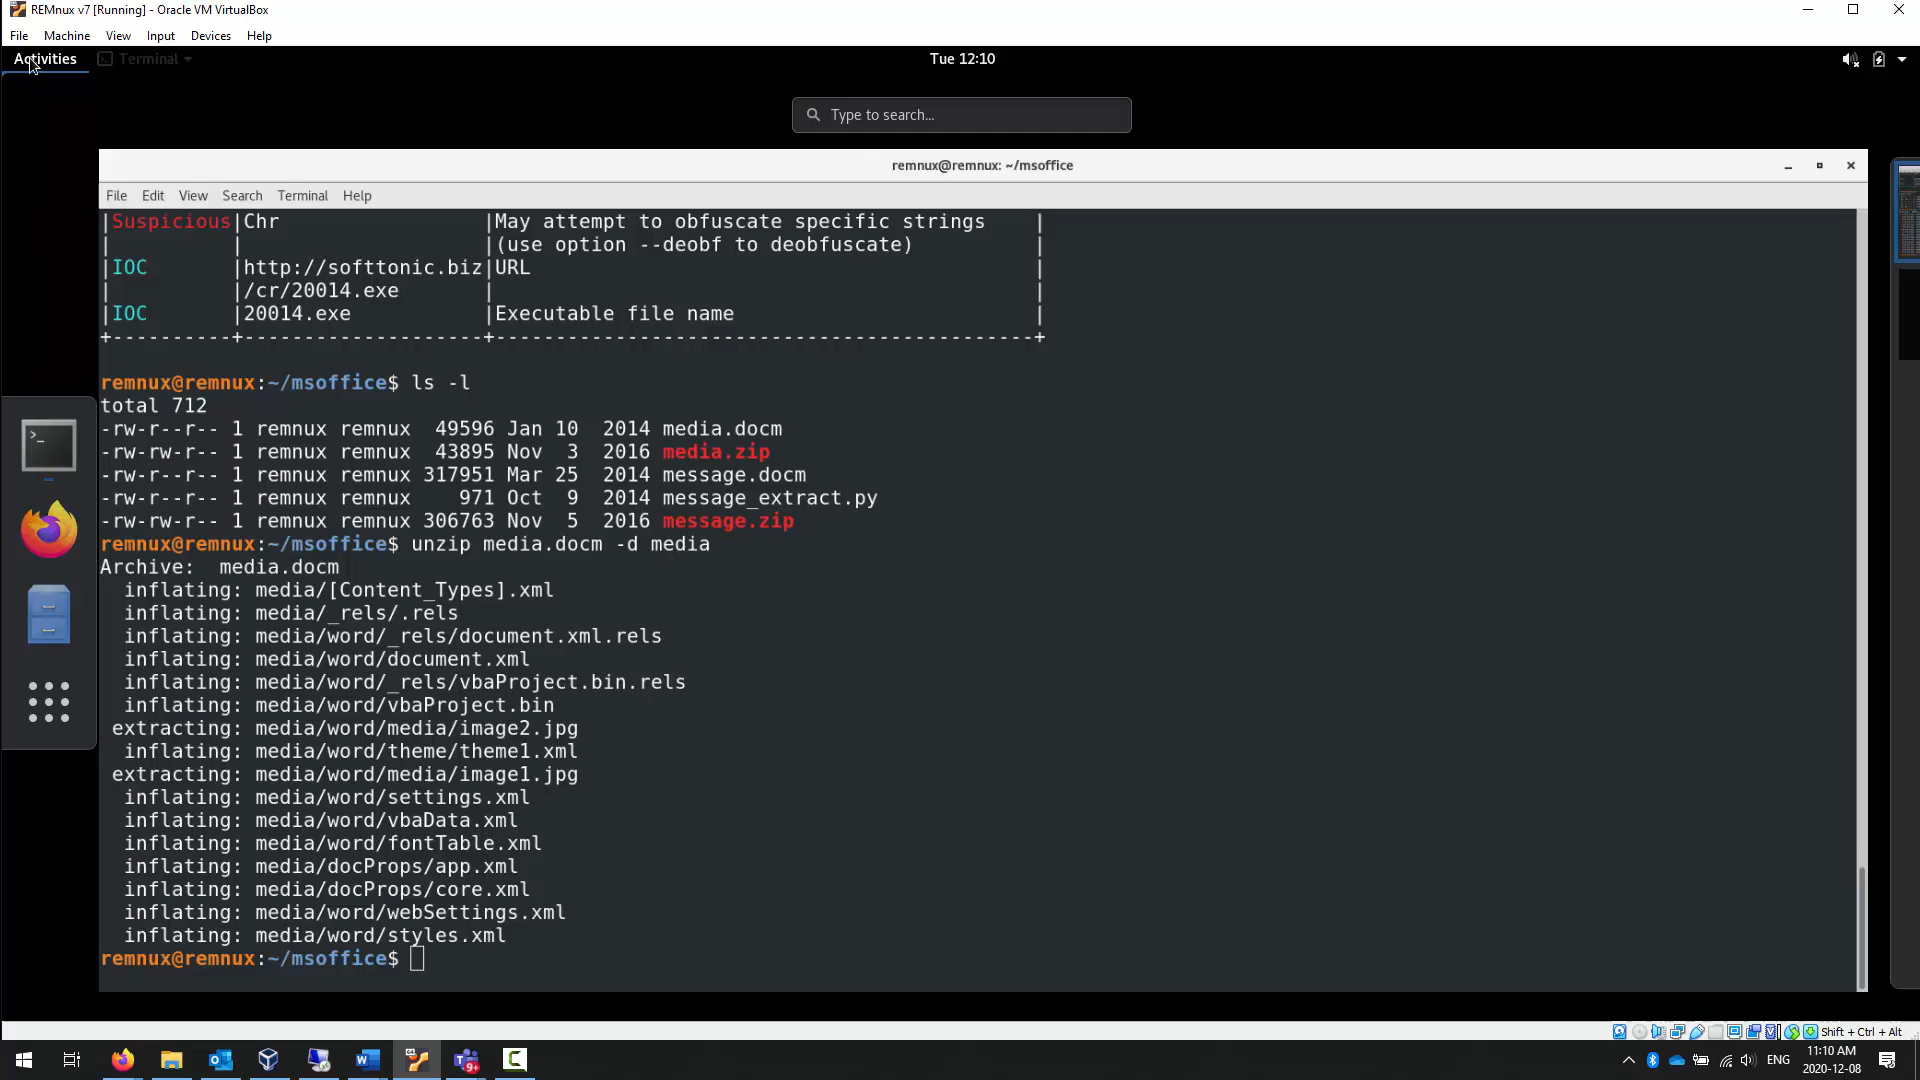 REMnux v7 [Running] - Oracle VM VirtualBox
File Machine View Input Devices Help
Activities Terminal Tue 12:10
Type to search...
remnux@remnux: ~/msoffice
File Edit View Search Terminal Help
|Suspicious|Chr |May attempt to obfuscate specific strings |
| | |(use option --deobf to deobfuscate) |
|IOC |http://softtonic.biz|URL |
| |/cr/20014.exe | |
|IOC |20014.exe |Executable file name |
+----------+--------------------+---------------------------------------------+
remnux@remnux:~/msoffice$ ls -l
total 712
-rw-r--r-- 1 remnux remnux 49596 Jan 10 2014 media.docm
-rw-rw-r-- 1 remnux remnux 43895 Nov 3 2016 media.zip
-rw-r--r-- 1 remnux remnux 317951 Mar 25 2014 message.docm
-rw-r--r-- 1 remnux remnux 971 Oct 9 2014 message_extract.py
-rw-rw-r-- 1 remnux remnux 306763 Nov 5 2016 message.zip
remnux@remnux:~/msoffice$ unzip media.docm -d media
Archive: media.docm
inflating: media/[Content_Types].xml
inflating: media/_rels/.rels
inflating: media/word/_rels/document.xml.rels
inflating: media/word/document.xml
inflating: media/word/_rels/vbaProject.bin.rels
inflating: media/word/vbaProject.bin
extracting: media/word/media/image2.jpg
inflating: media/word/theme/theme1.xml
extracting: media/word/media/image1.jpg
inflating: media/word/settings.xml
inflating: media/word/vbaData.xml
inflating: media/word/fontTable.xml
inflating: media/docProps/app.xml
inflating: media/docProps/core.xml
inflating: media/word/webSettings.xml
inflating: media/word/styles.xml
remnux@remnux:~/msoffice$
Shift + Ctrl + Alt
ENG
11:10 AM
2020-12-08